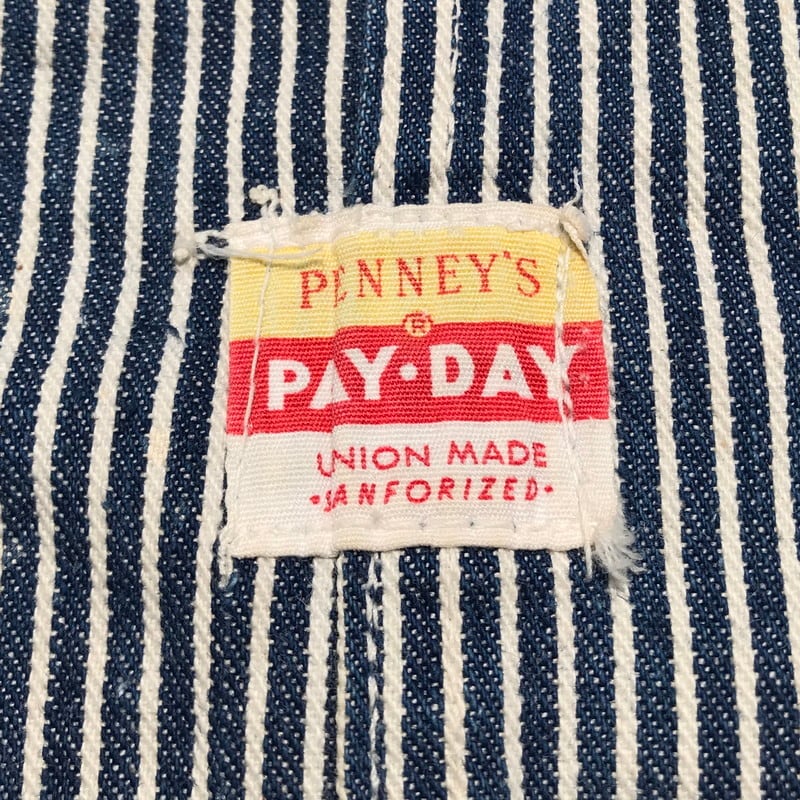 PENNEY'S
®
PAY·DAY
UNION MADE
·SANFORIZED·